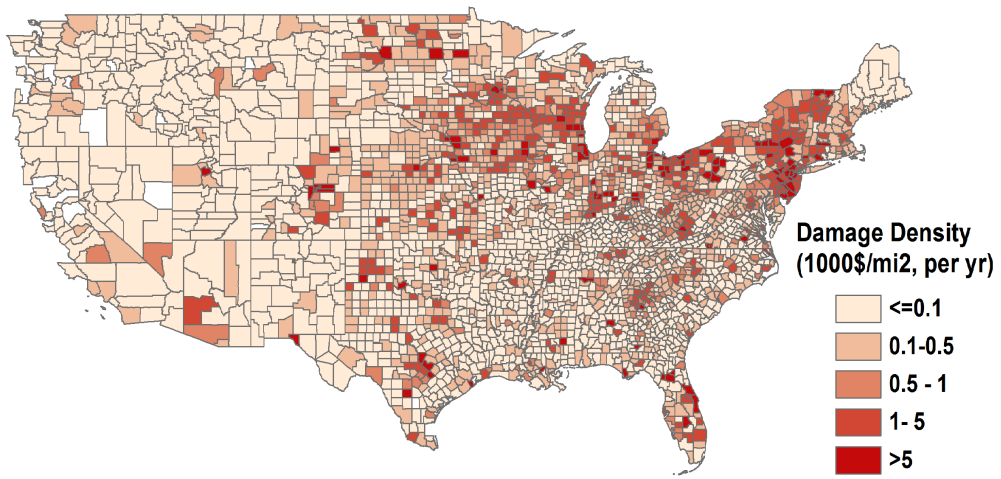 Damage Density
(1000$/mi2, per yr)
<=0.1
0.1-0.5
0.5 - 1
1- 5
>5